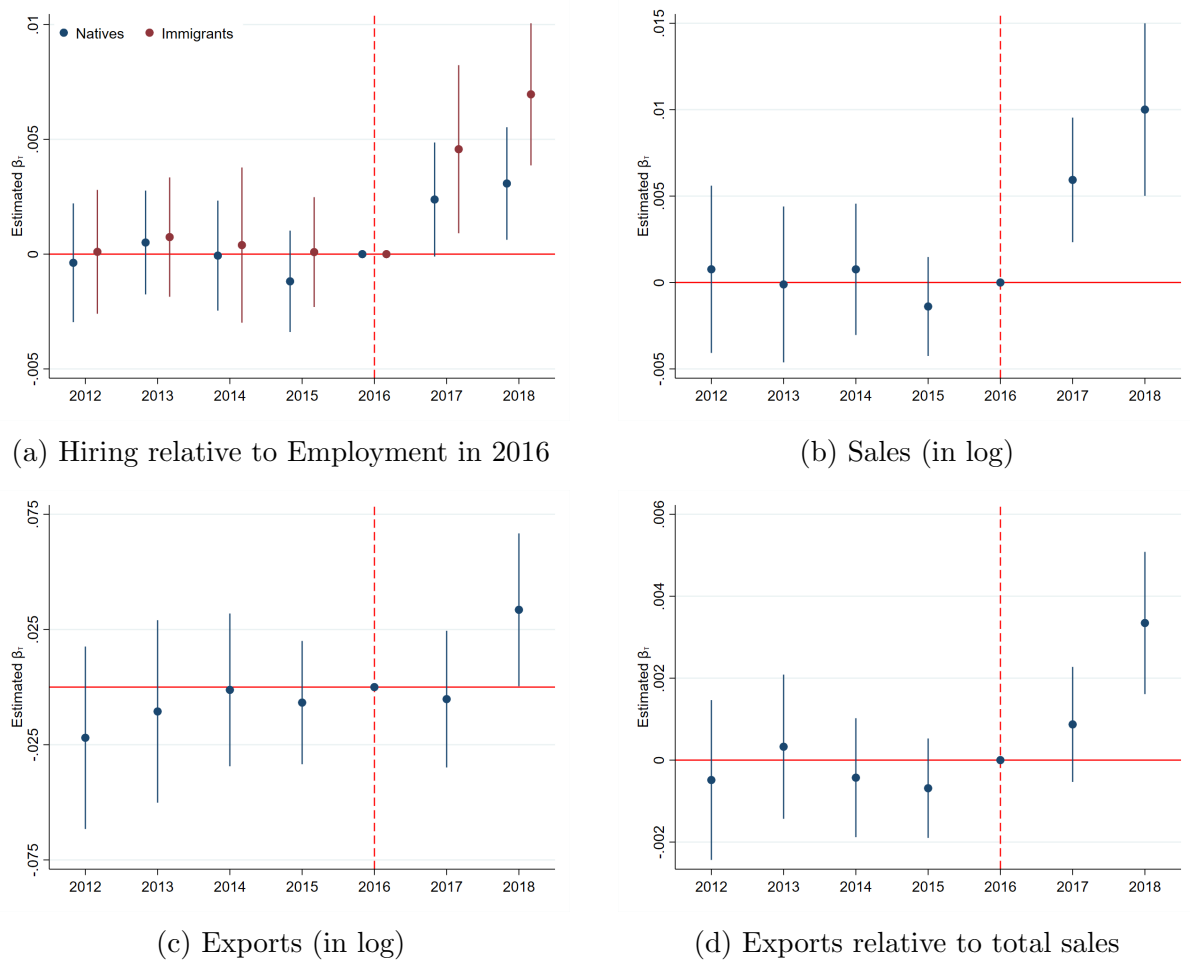 Natives Immigrants
Estimated βτ
.01
.005
0
-.005
2012 2013 2014 2015 2016 2017 2018
(a) Hiring relative to Employment in 2016
Estimated βτ
.015
.01
.005
0
-.005
2012 2013 2014 2015 2016 2017 2018
(b) Sales (in log)
Estimated βτ
.075
.025
-.025
-.075
2012 2013 2014 2015 2016 2017 2018
(c) Exports (in log)
Estimated βτ
.006
.004
.002
0
-.002
2012 2013 2014 2015 2016 2017 2018
(d) Exports relative to total sales